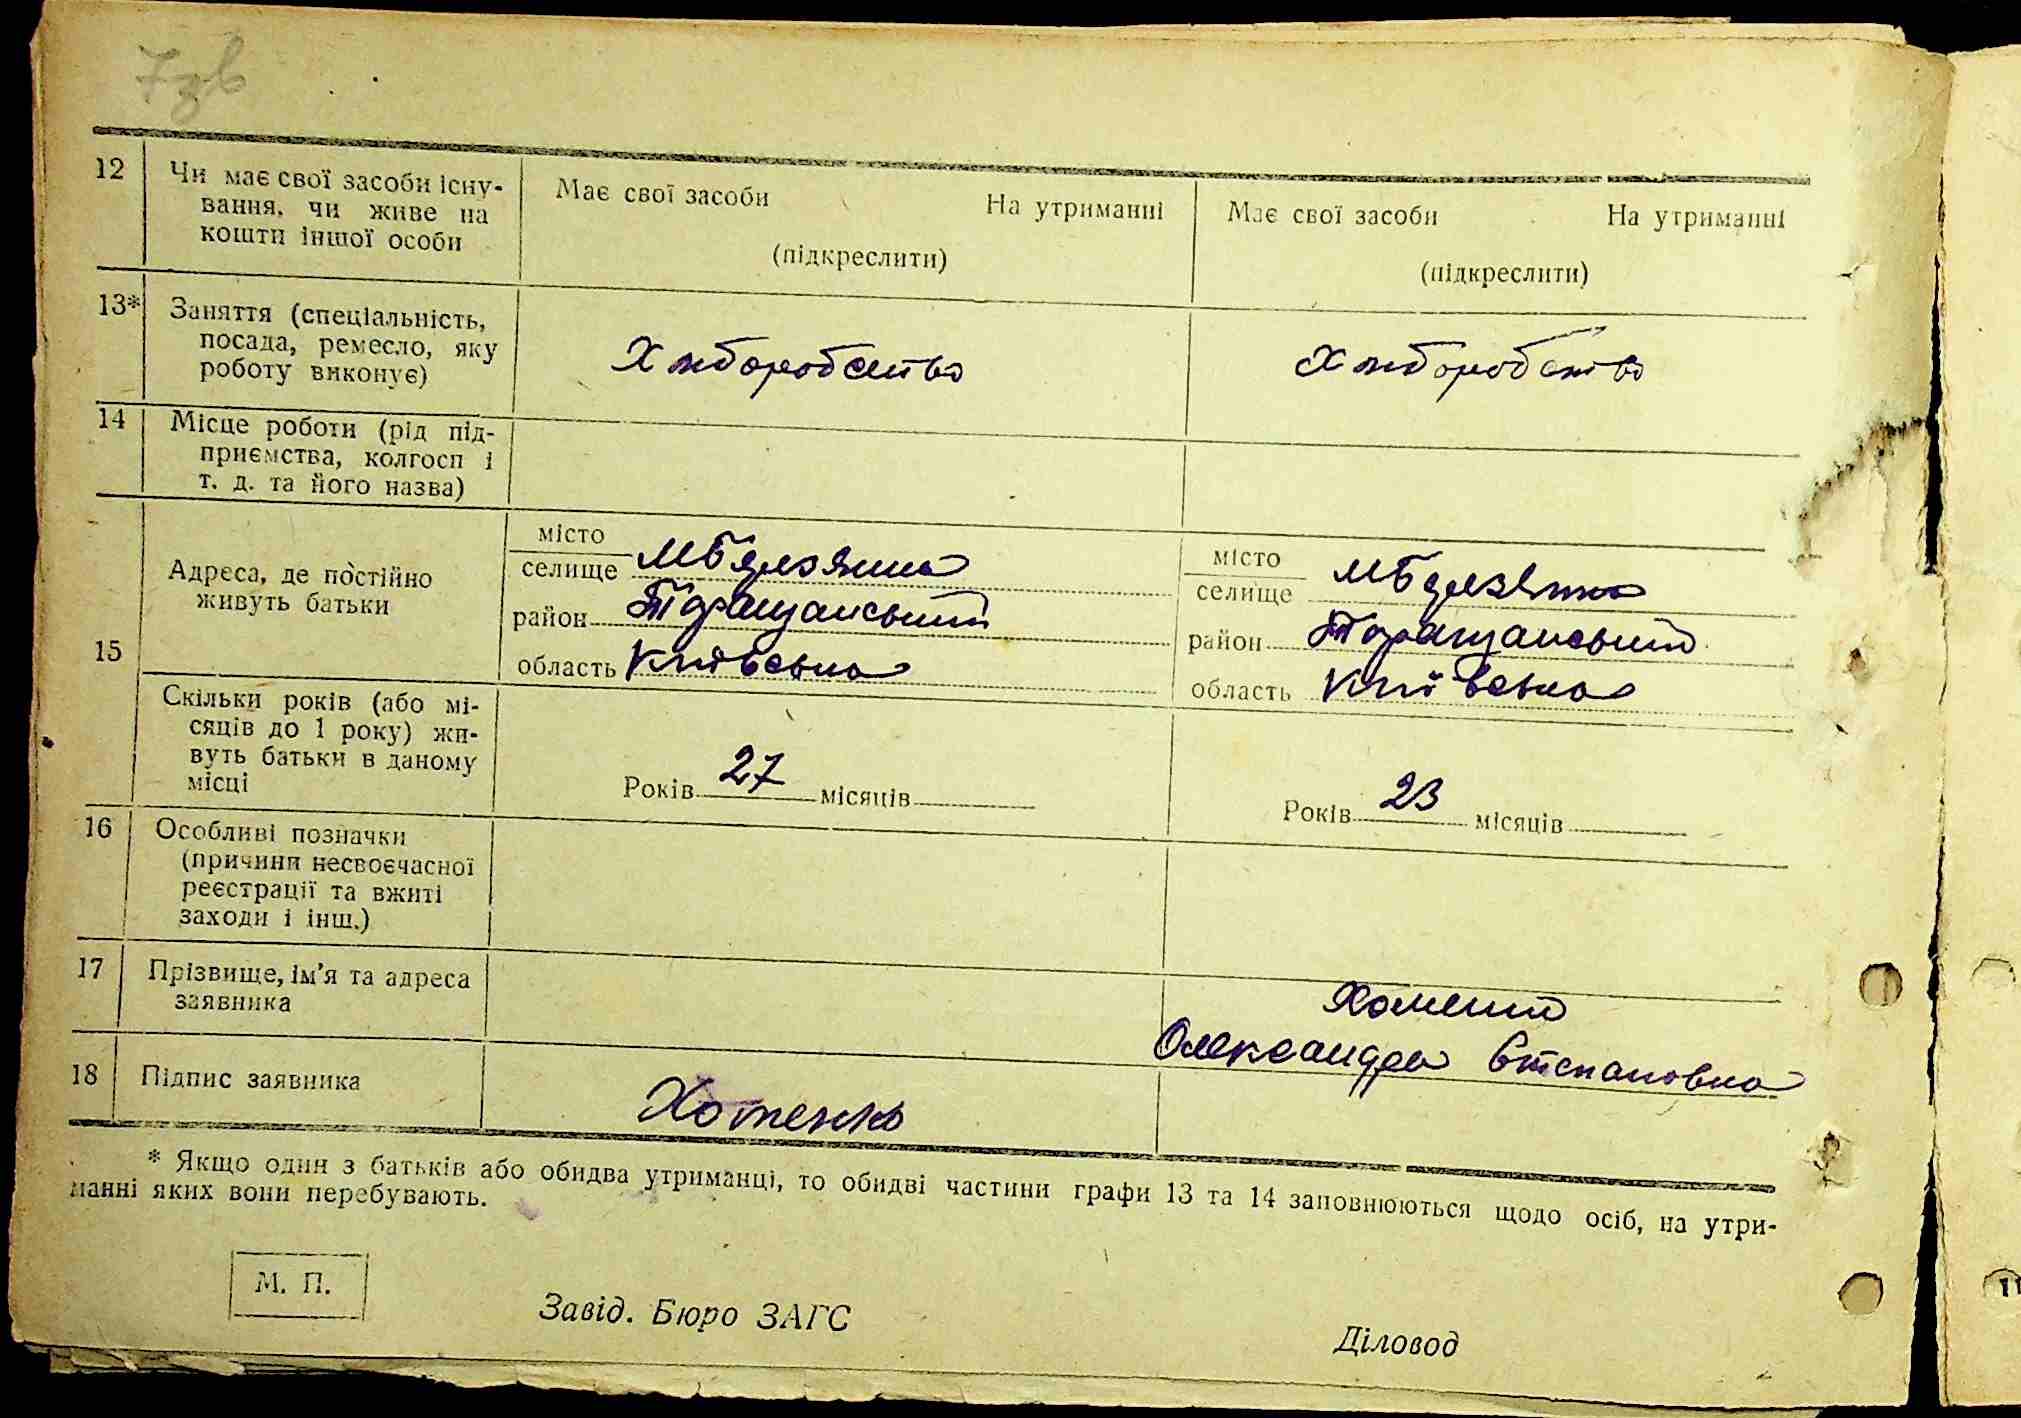 7зв
12 Чи має свої засоби існу-
вання, чи живе на
кошти іншої особи
Має свої засоби На утриманні
(підкреслити)
Має свої засоби На утриманні
(підкреслити)
13* Заняття (спеціальність,
посада, ремесло, яку
роботу виконує)
Хліборобство
Хліборобство
14 Місце роботи (рід під-
приємства, колгосп і
т. д. та його назва)
15
Адреса, де постійно
живуть батьки
місто
селище
район Таращанський
область Київська
місто
селище
район Таращанський
область Київська
Скільки років (або мі-
сяців до 1 року) жи-
вуть батьки в даному
місці
Років 27 місяців
Років 23 місяців
16 Особливі позначки
(причини несвоєчасної
реєстрації та вжиті
заходи і інш.)
17 Прізвище, ім'я та адреса
заявника
Олександра Степановна
18 Підпис заявника
Хоменко
* Якщо один з батьків або обидва утриманці, то обидві частини графи 13 та 14 заповнюються щодо осіб, на утри-
манні яких вони перебувають.
М. П.
Завід. Бюро ЗАГС
Діловод